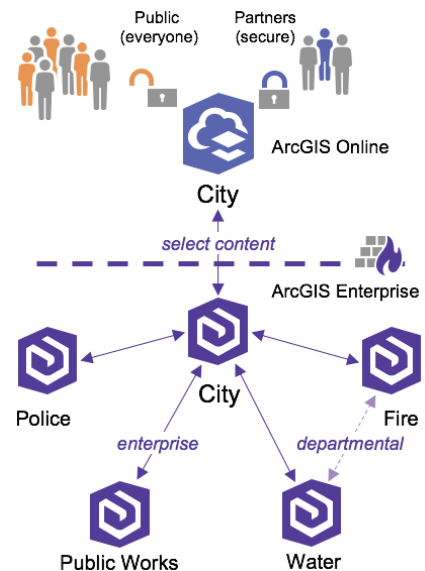 Public
(everyone)
Partners
(secure)
ArcGIS Online
City
select content
ArcGIS Enterprise
City
Police
Fire
enterprise
departmental
Public Works
Water